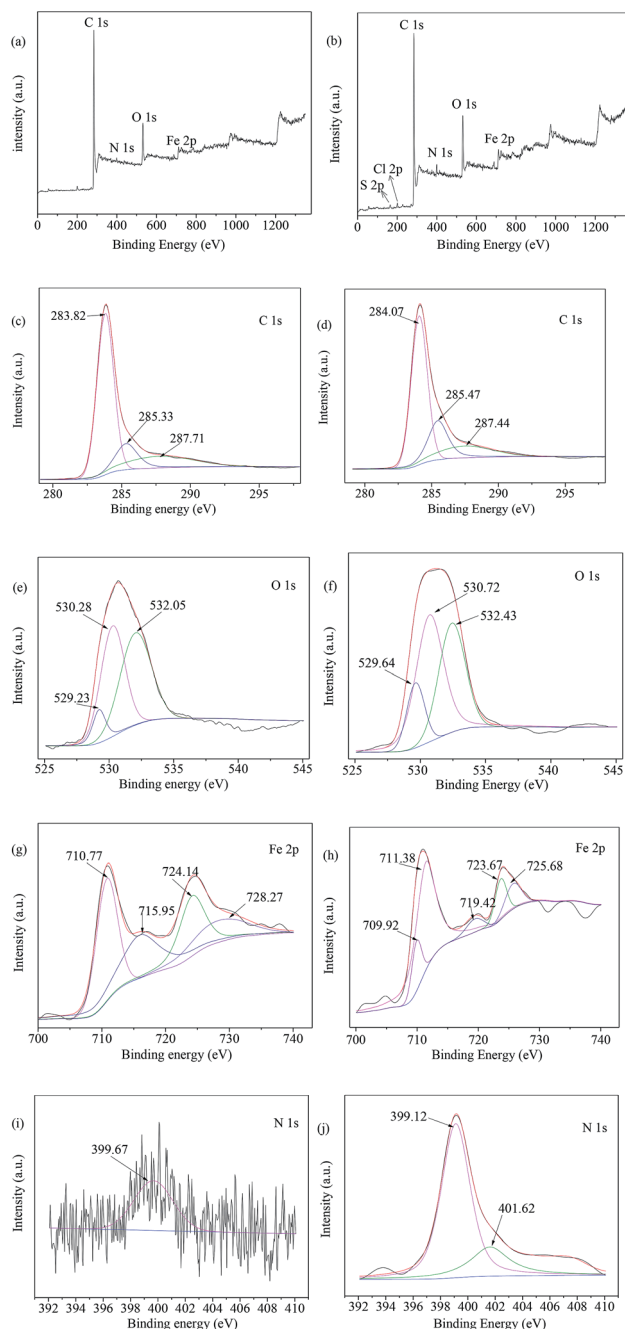 (a)
C 1s
N 1s
O 1s
Fe 2p
intensity (a.u.)
0 200 400 600 800 1000 1200
Binding Energy (eV)
(b)
C 1s
O 1s
N 1s
Fe 2p
Cl 2p
S 2p
Intensity (a.u.)
0 200 400 600 800 1000 1200
Binding Energy (eV)
(c)
C 1s
283.82
285.33
287.71
Intensity (a.u.)
280 285 290 295
Binding energy (eV)
(d)
C 1s
284.07
285.47
287.44
Intensity (a.u.)
280 285 290 295
Binding Energy (eV)
(e)
O 1s
530.28
532.05
529.23
Intensity (a.u.)
525 530 535 540 545
Binding energy (eV)
(f)
O 1s
530.72
532.43
529.64
Intensity (a.u.)
525 530 535 540 545
Binding Energy (eV)
(g)
Fe 2p
710.77
724.14
715.95
728.27
Intensity (a.u.)
700 710 720 730 740
Binding energy (eV)
(h)
Fe 2p
711.38
723.67
725.68
719.42
709.92
Intensity (a.u.)
700 710 720 730 740
Binding Energy (eV)
(i)
N 1s
399.67
Intensity (a.u.)
392 394 396 398 400 402 404 406 408 410
Binding energy (eV)
(j)
N 1s
399.12
401.62
Intensity (a.u.)
392 394 396 398 400 402 404 406 408 410
Binding Energy (eV)